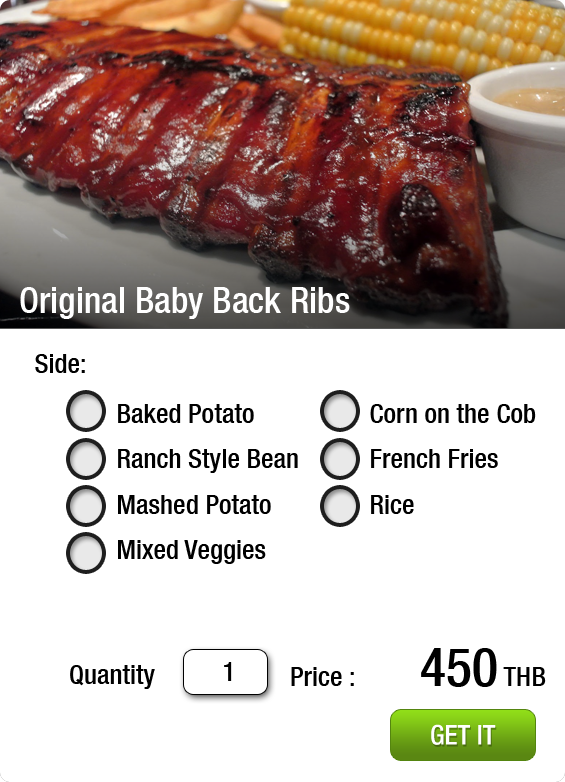 Original Baby Back Ribs
Side:
Baked Potato
Corn on the Cob
Ranch Style Bean
French Fries
Mashed Potato
Rice
Mixed Veggies
Quantity 1 Price : 450 THB
GET IT